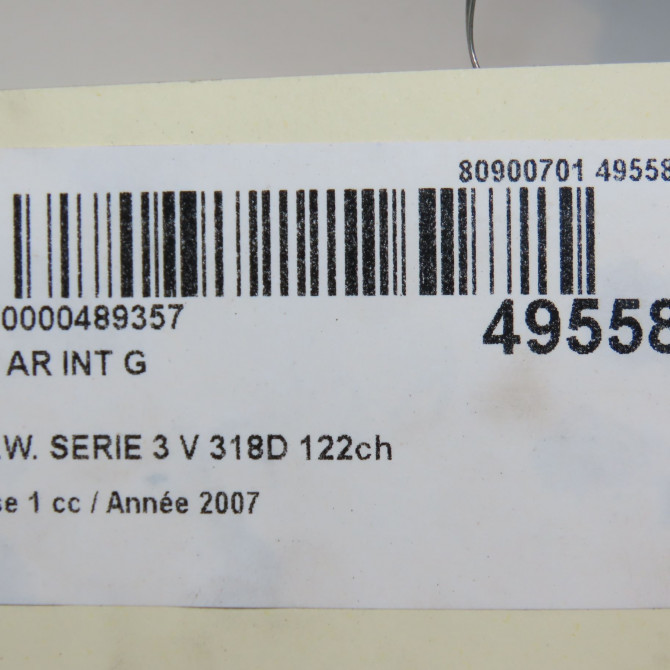 80900701 49558
0000489357
49558
AR INT G
.W. SERIE 3 V 318D 122ch
se 1 cc / Année 2007